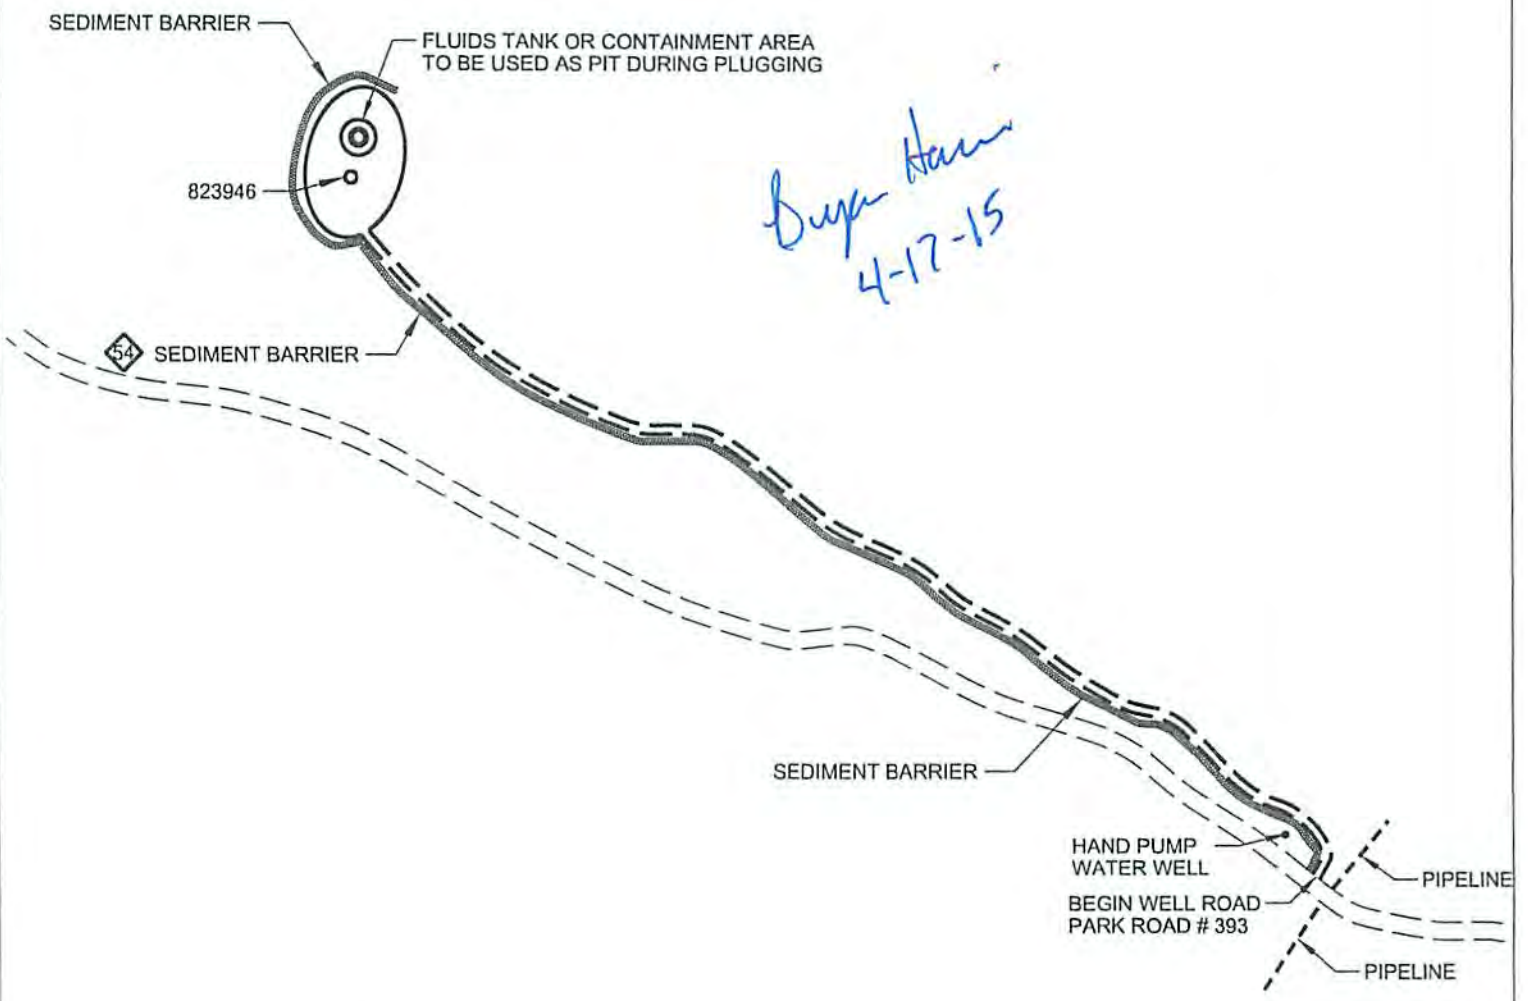 SEDIMENT BARRIER
FLUIDS TANK OR CONTAINMENT AREA
TO BE USED AS PIT DURING PLUGGING
823946
4-17-15
54
SEDIMENT BARRIER
SEDIMENT BARRIER
HAND PUMP
WATER WELL
PIPELINE
BEGIN WELL ROAD
PARK ROAD # 393
PIPELINE